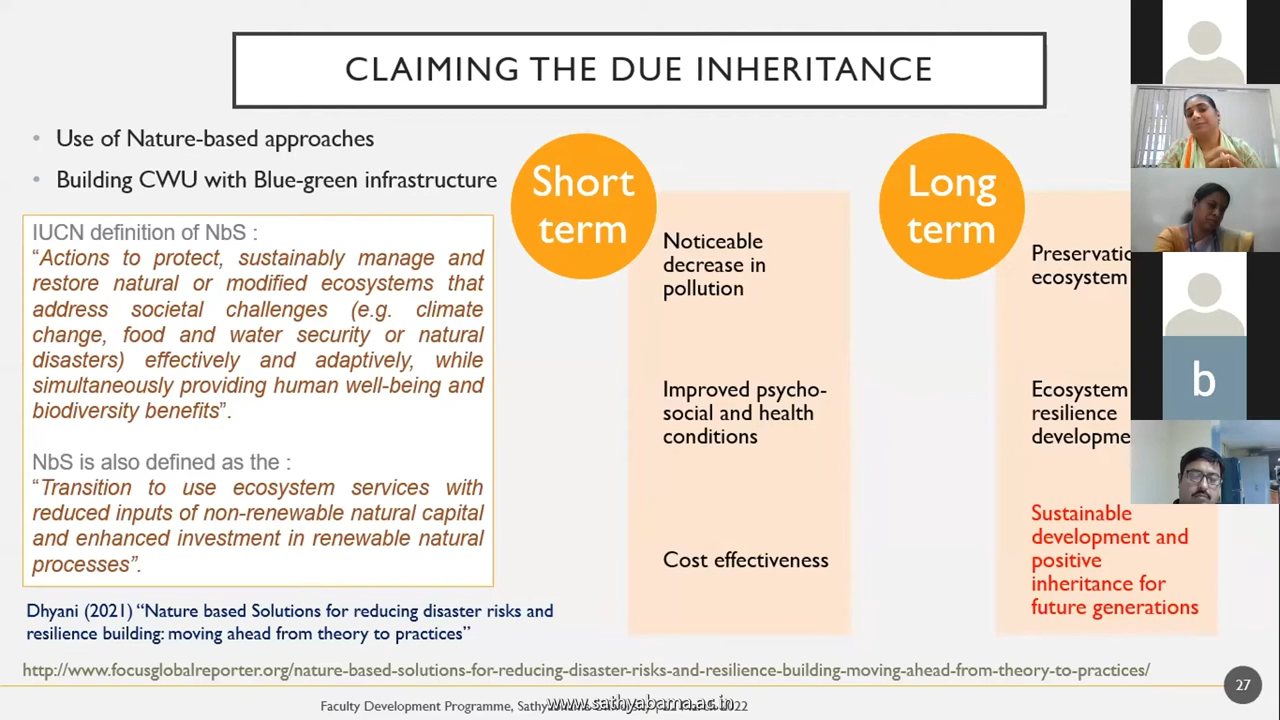 CLAIMING THE DUE INHERITANCE
• Use of Nature-based approaches
• Building CWU with Blue-green infrastructure
IUCN definition of NbS :
“Actions to protect, sustainably manage and
restore natural or modified ecosystems that
address societal challenges (e.g. climate
change, food and water security or natural
disasters) effectively and adaptively, while
simultaneously providing human well-being and
biodiversity benefits”.
NbS is also defined as the :
“Transition to use ecosystem services with
reduced inputs of non-renewable natural capital
and enhanced investment in renewable natural
processes”.
Dhyani (2021) “Nature based Solutions for reducing disaster risks and
resilience building: moving ahead from theory to practices”
Short
term
Noticeable
decrease in
pollution
Improved psycho-
social and health
conditions
Cost effectiveness
Long
term
ecosystem
Ecosystem
resilience
Sustainable
development and
positive
inheritance for
future generations
b
http://www.focusglobalreporter.org/nature-based-solutions-for-reducing-disaster-risks-and-resilience-building-moving-ahead-from-theory-to-practices/
27
Faculty Development Programme, | 22 March 2022
www.sathyabama.ac.in